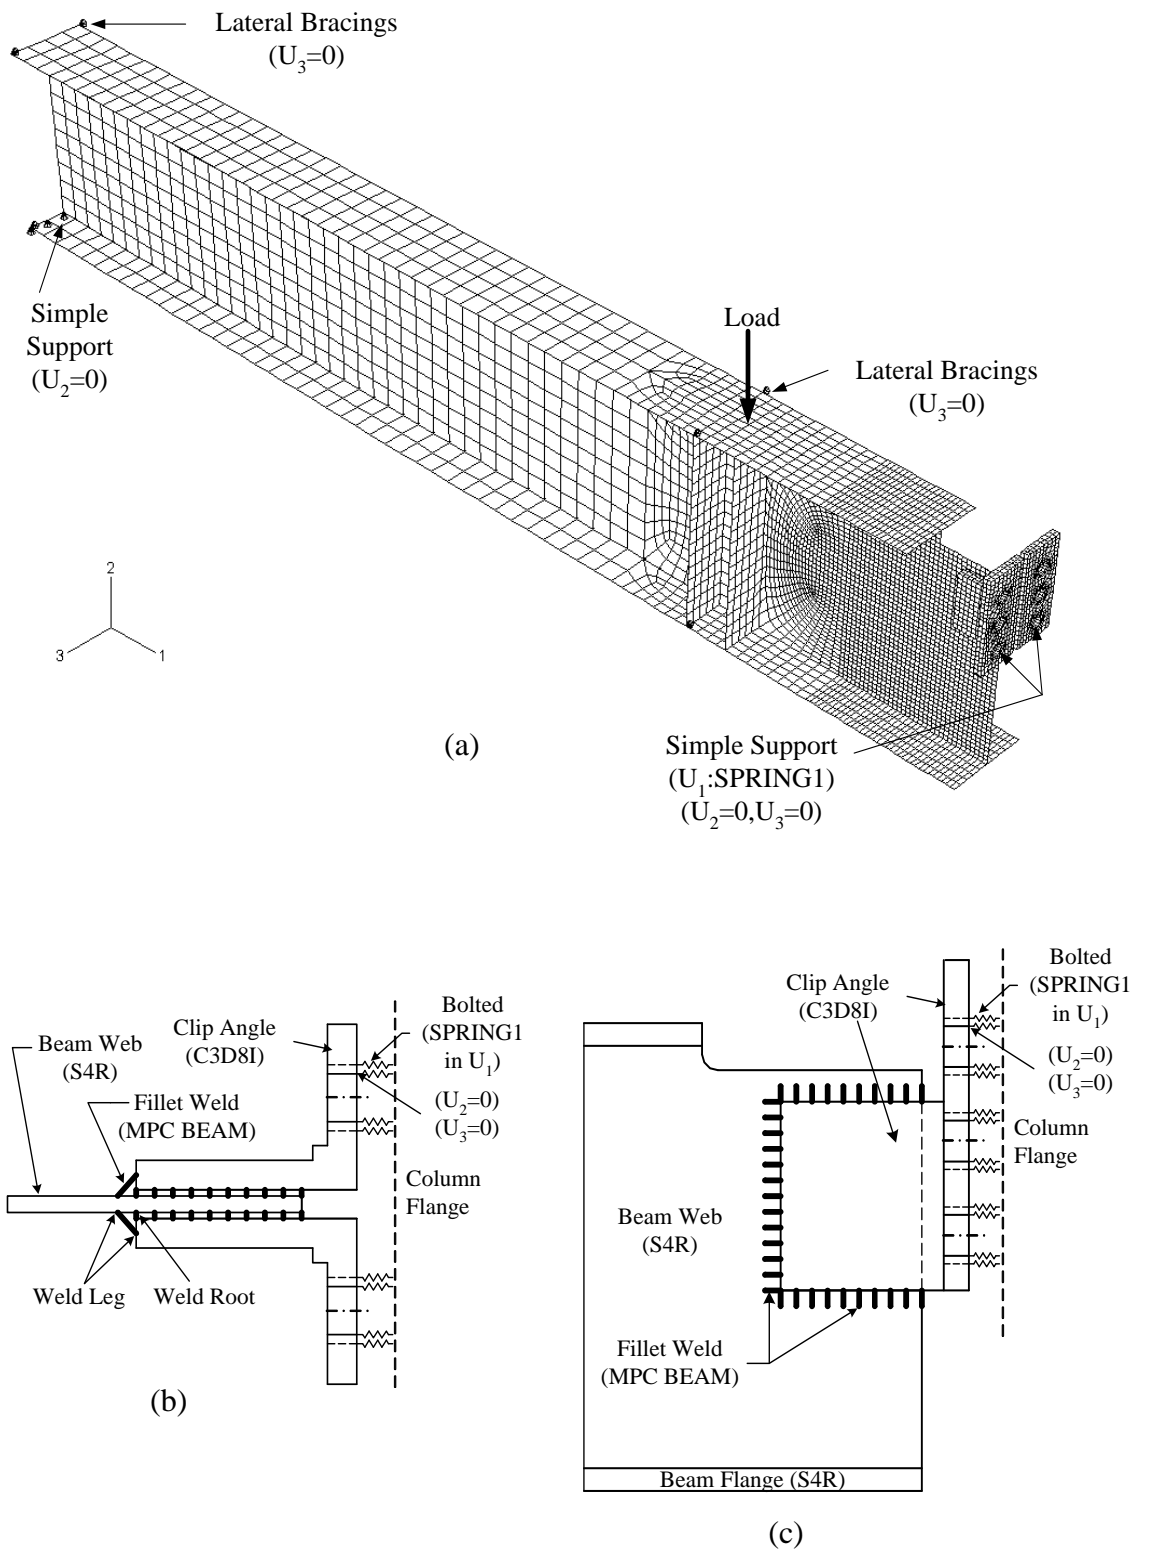 Lateral Bracings
(U3=0)
Simple
Support
(U2=0)
Load
Lateral Bracings
(U3=0)
2
3
1
(a)
Simple Support
(U1:SPRING1)
(U2=0,U3=0)
Beam Web
(S4R)
Clip Angle
(C3D8I)
Bolted
(SPRING1
in U1)
(U2=0)
(U3=0)
Fillet Weld
(MPC BEAM)
Column
Flange
Weld Leg
Weld Root
(b)
Clip Angle
(C3D8I)
Bolted
(SPRING1
in U1)
(U2=0)
(U3=0)
Column
Flange
Beam Web
(S4R)
Fillet Weld
(MPC BEAM)
Beam Flange (S4R)
(c)